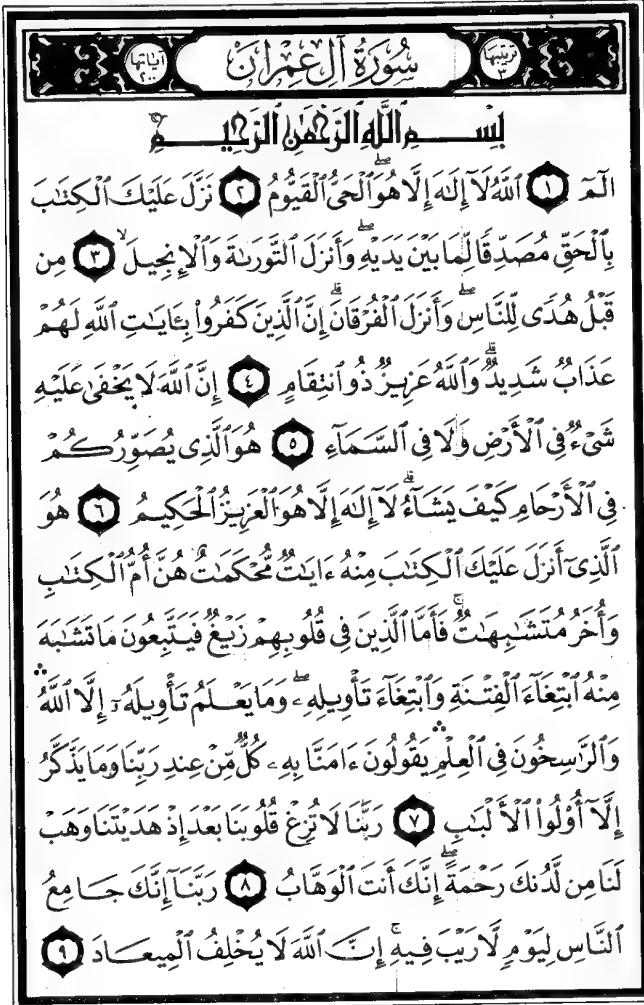 ترتيبها ٣ سُورَةُ آلِ عِمْرَانَ آياتها ٢٠٠
بِسْمِ ٱللَّهِ ٱلرَّحْمَٰنِ ٱلرَّحِيمِ
الٓمٓ ١ ٱللَّهُ لَآ إِلَٰهَ إِلَّا هُوَ ٱلْحَىُّ ٱلْقَيُّومُ ٢ نَزَّلَ عَلَيْكَ ٱلْكِتَٰبَ
بِٱلْحَقِّ مُصَدِّقًا لِّمَا بَيْنَ يَدَيْهِ ۖ وَأَنزَلَ ٱلتَّوْرَىٰةَ وَٱلْإِنجِيلَ ۙ ٣ مِن
قَبْلُ هُدًى لِّلنَّاسِ ۖ وَأَنزَلَ ٱلْفُرْقَانَ ۗ إِنَّ ٱلَّذِينَ كَفَرُوا۟ بِـَٔايَٰتِ ٱللَّهِ لَهُمْ
عَذَابٌ شَدِيدٌ ۗ وَٱللَّهُ عَزِيزٌ ذُو ٱنتِقَامٍ ٤ إِنَّ ٱللَّهَ لَا يَخْفَىٰ عَلَيْهِ
شَىْءٌ فِى ٱلْأَرْضِ وَلَا فِى ٱلسَّمَآءِ ٥ هُوَ ٱلَّذِى يُصَوِّرُكُمْ
فِى ٱلْأَرْحَامِ كَيْفَ يَشَآءُ ۚ لَآ إِلَٰهَ إِلَّا هُوَ ٱلْعَزِيزُ ٱلْحَكِيمُ ٦ هُوَ
ٱلَّذِىٓ أَنزَلَ عَلَيْكَ ٱلْكِتَٰبَ مِنْهُ ءَايَٰتٌ مُّحْكَمَٰتٌ هُنَّ أُمُّ ٱلْكِتَٰبِ
وَأُخَرُ مُتَشَٰبِهَٰتٌ ۖ فَأَمَّا ٱلَّذِينَ فِى قُلُوبِهِمْ زَيْغٌ فَيَتَّبِعُونَ مَا تَشَٰبَهَ
مِنْهُ ٱبْتِغَآءَ ٱلْفِتْنَةِ وَٱبْتِغَآءَ تَأْوِيلِهِۦ ۖ وَمَا يَعْلَمُ تَأْوِيلَهُۥٓ إِلَّا ٱللَّهُ ۛ
وَٱلرَّٰسِخُونَ فِى ٱلْعِلْمِ ۛ يَقُولُونَ ءَامَنَّا بِهِۦ كُلٌّ مِّنْ عِندِ رَبِّنَا وَمَا يَذَّكَّرُ
إِلَّآ أُو۟لُوا۟ ٱلْأَلْبَٰبِ ٧ رَبَّنَا لَا تُزِغْ قُلُوبَنَا بَعْدَ إِذْ هَدَيْتَنَا وَهَبْ
لَنَا مِن لَّدُنكَ رَحْمَةً ۖ إِنَّكَ أَنتَ ٱلْوَهَّابُ ٨ رَبَّنَآ إِنَّكَ جَامِعُ
ٱلنَّاسِ لِيَوْمٍ لَّا رَيْبَ فِيهِ ۚ إِنَّ ٱللَّهَ لَا يُخْلِفُ ٱلْمِيعَادَ ٩